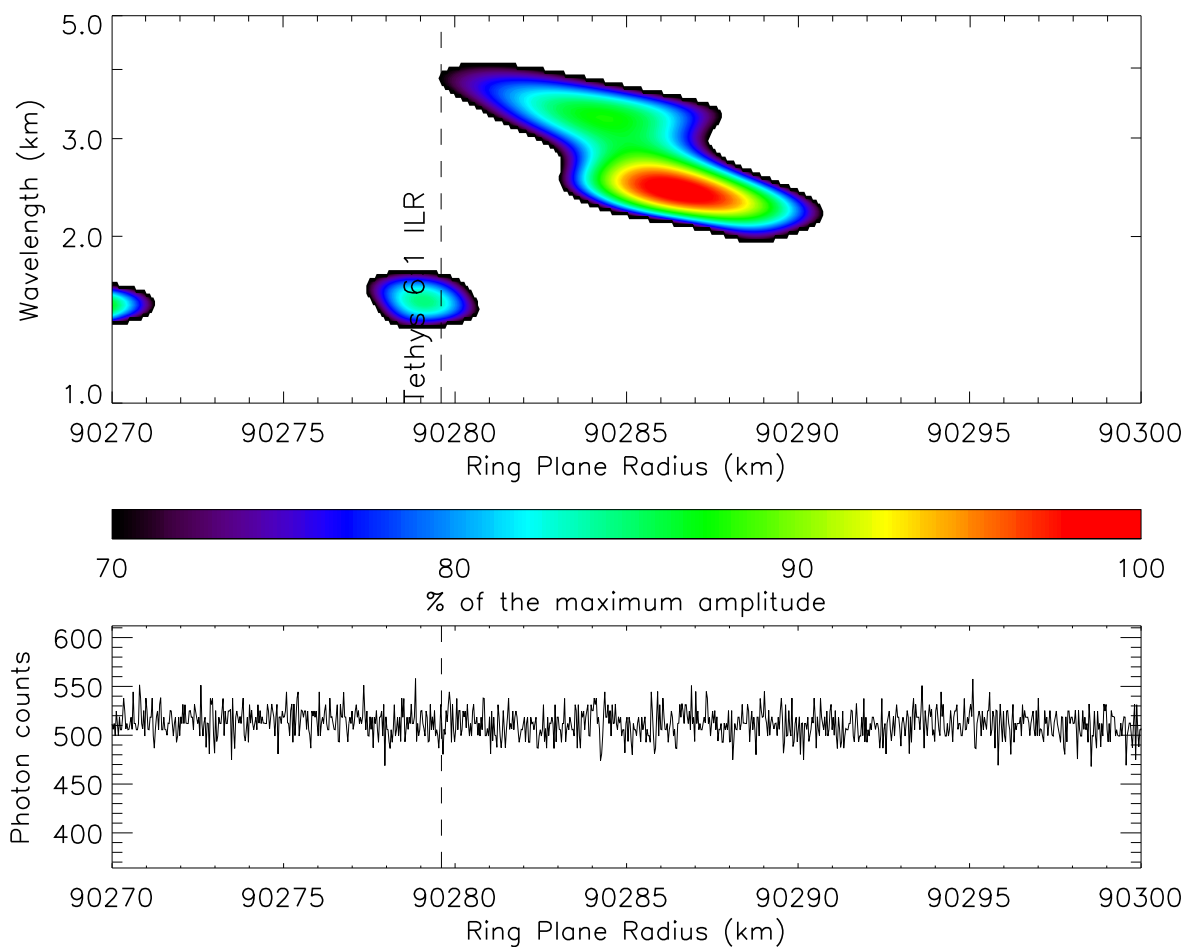 5.0
3.0
2.0
1.0
Wavelength (km)
Tethys 6 1 ILR
90270 90275 90280 90285 90290 90295 90300
Ring Plane Radius (km)
70 80 90 100
% of the maximum amplitude
600
550
500
450
400
Photon counts
90270 90275 90280 90285 90290 90295 90300
Ring Plane Radius (km)